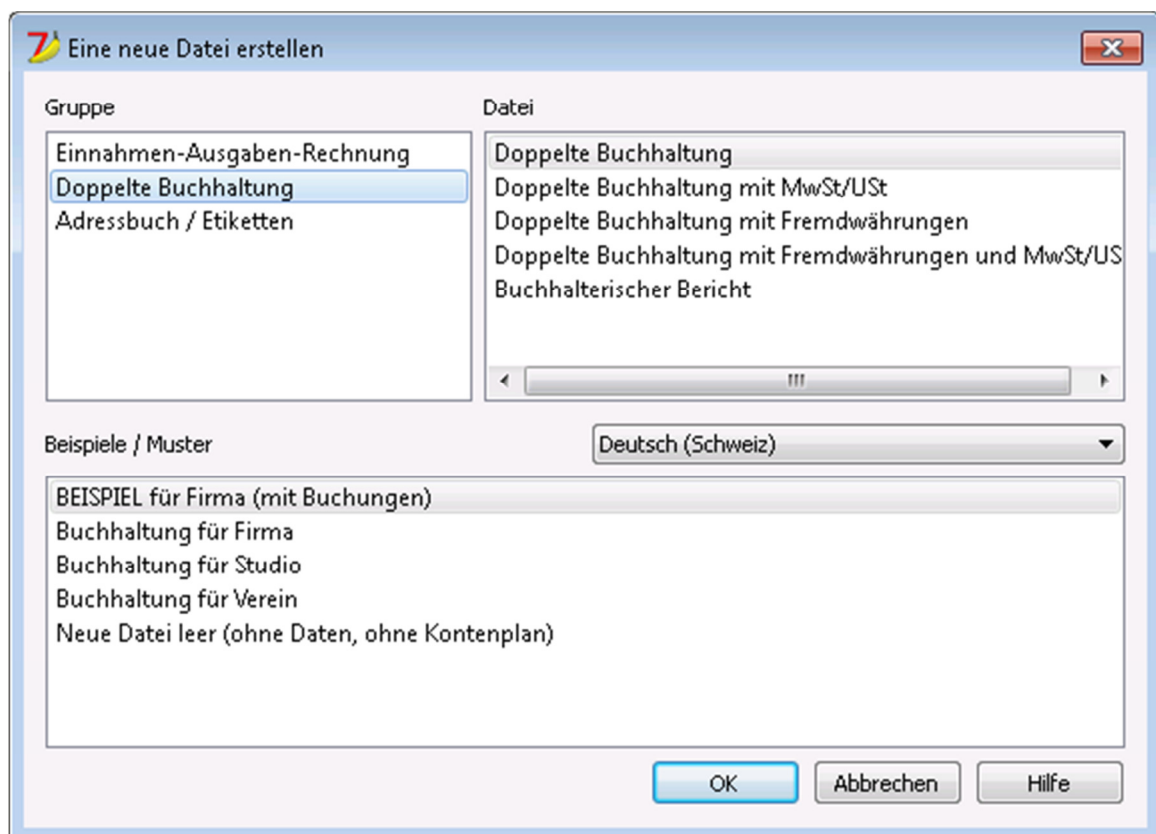 Eine neue Datei erstellen
Gruppe
Einnahmen-Ausgaben-Rechnung
Doppelte Buchhaltung
Adressbuch / Etiketten
Datei
Doppelte Buchhaltung
Doppelte Buchhaltung mit MwSt/USt
Doppelte Buchhaltung mit Fremdwährungen
Doppelte Buchhaltung mit Fremdwährungen und MwSt/US
Buchhalterischer Bericht
Beispiele / Muster
Deutsch (Schweiz)
BEISPIEL für Firma (mit Buchungen)
Buchhaltung für Firma
Buchhaltung für Studio
Buchhaltung für Verein
Neue Datei leer (ohne Daten, ohne Kontenplan)
OK
Abbrechen
Hilfe